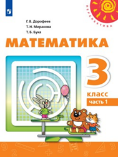 Г.В. Дорофеев
Т.Н. Миракова
Т.Б. Бука
МАТЕМАТИКА
3
КЛАСС
ЧАСТЬ 1